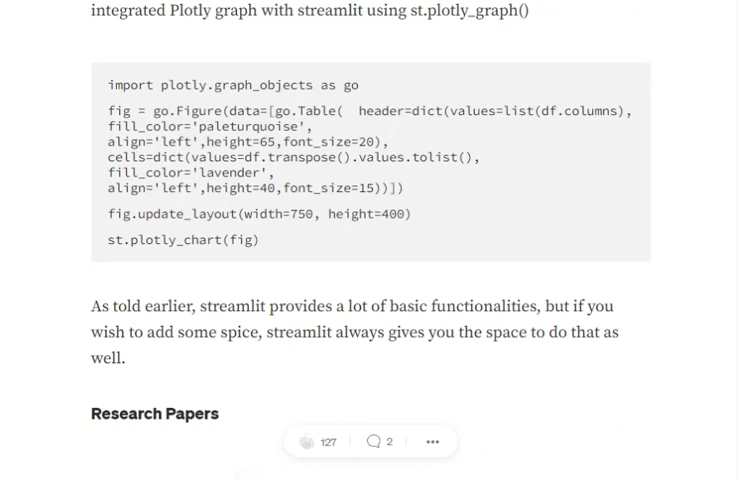 integrated Plotly graph with streamlit using st.plotly_graph()
import plotly.graph_objects as go
fig = go.Figure(data=[go.Table(  header=dict(values=list(df.columns),
fill_color='paleturquoise',
align='left',height=65,font_size=20),
cells=dict(values=df.transpose().values.tolist(),
fill_color='lavender',
align='left',height=40,font_size=15))])
fig.update_layout(width=750, height=400)
st.plotly_chart(fig)
As told earlier, streamlit provides a lot of basic functionalities, but if you
wish to add some spice, streamlit always gives you the space to do that as
well.
Research Papers
127
2